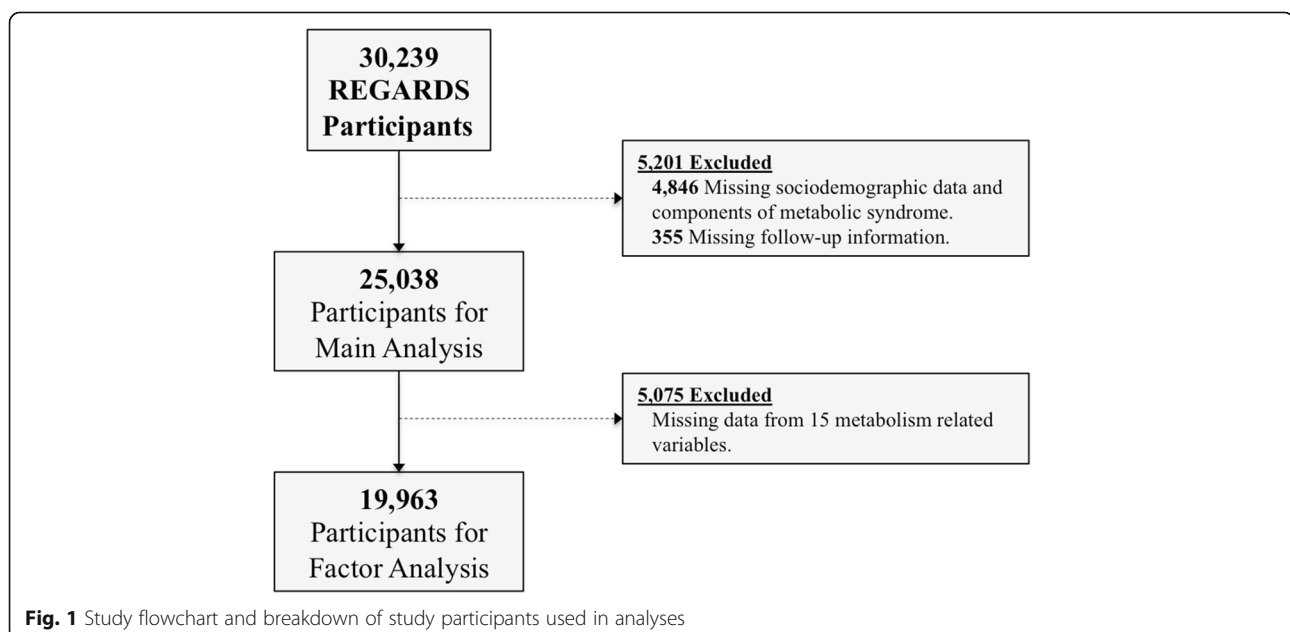 30,239
REGARDS
Participants
5,201 Excluded
4,846 Missing sociodemographic data and
components of metabolic syndrome.
355 Missing follow-up information.
25,038
Participants for
Main Analysis
5,075 Excluded
Missing data from 15 metabolism related
variables.
19,963
Participants for
Factor Analysis
Fig. 1 Study flowchart and breakdown of study participants used in analyses